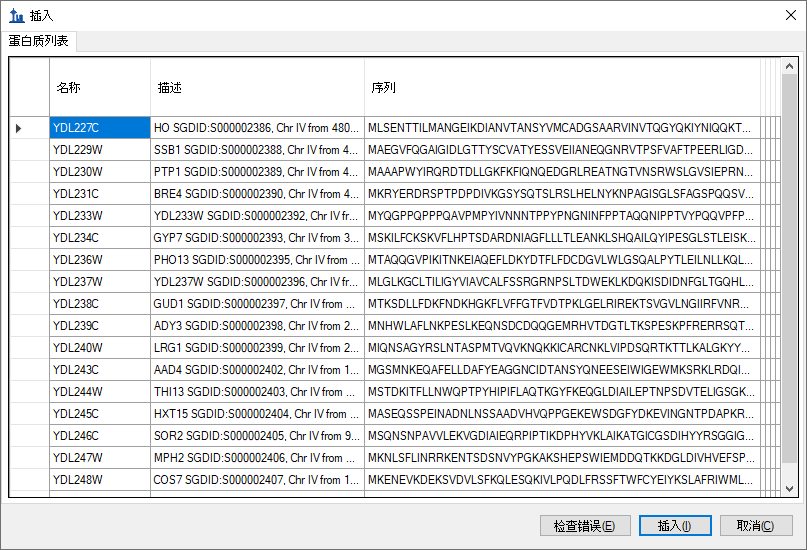 插入
蛋白质列表
名称 描述 序列
YDL227C HO SGDID:S000002386, Chr IV from 480... MLSENTTILMANGEIKDIANVTANSYVMCADGSAARVINVTQGYQKIYNIQQKT...
YDL229W SSB1 SGDID:S000002388, Chr IV from 4... MAEGVFQGAIGIDLGTTYSCVATYESSVEIIANEQGNRVTPSFVAFTPEERLIGD...
YDL230W PTP1 SGDID:S000002389, Chr IV from 4... MAAAPWYIRQRDTDLLGKFKFIQNQEDGRLREATNGTVNSRWSLGVSIEPRN...
YDL231C BRE4 SGDID:S000002390, Chr IV from 4... MKRYERDRSPTPDPDIVKGSYSQTSLRSLHELNYKNPAGISGLSFAGSPQQSV...
YDL233W YDL233W SGDID:S000002392, Chr IV fr... MYQGPPQPPPQAVPMPYIVNNNTPPYPNGNINFPPTAQQNIPPTVYPQQVPFP...
YDL234C GYP7 SGDID:S000002393, Chr IV from 3... MSKILFCKSKVFLHPTSDARDNIAGFLLLTLEANKLSHQAILQYIPESGLSTLEISK...
YDL236W PHO13 SGDID:S000002395, Chr IV from ... MTAQQGVPIKITNKEIAQEFLDKYDTFLFDCDGVLWLGSQALPYTLEILNLLKQL...
YDL237W YDL237W SGDID:S000002396, Chr IV fr... MLGLKGCLTILIGYVIAVCALFSSRGRNPSLTDWEKLKDQKISDIDNFGLTGQHL...
YDL238C GUD1 SGDID:S000002397, Chr IV from ... MTKSDLLFDKFNDKHGKFLVFFGTFVDTPKLGELRIREKTSVGVLNGIIRFVNR...
YDL239C ADY3 SGDID:S000002398, Chr IV from 2... MNHWLAFLNKPESLKEQNSDCDQQGEMRHVTDGTLTKSPESKPFRERRSQT...
YDL240W LRG1 SGDID:S000002399, Chr IV from 2... MIQNSAGYRSLNTASPMTVQVKNQKKICARCNKLVIPDSQRTKTTLKALGKYY...
YDL243C AAD4 SGDID:S000002402, Chr IV from 1... MGSMNKEQAFELLDAFYEAGGNCIDTANSYQNEESEIWIGEWMKSRKLRDQI...
YDL244W THI13 SGDID:S000002403, Chr IV from ... MSTDKITFLLNWQPTPYHIPIFLAQTKGYFKEQGLDIAILEPTNPSDVTELIGSGK...
YDL245C HXT15 SGDID:S000002404, Chr IV from ... MASEQSSPEINADNLNSSAADVHVQPPGEKEWSDGFYDKEVINGNTPDAPKR...
YDL246C SOR2 SGDID:S000002405, Chr IV from 9... MSQNSNPAVVLEKVGDIAIEQRPIPTIKDPHYVKLAIKATGICGSDIHYYRSGGIG...
YDL247W MPH2 SGDID:S000002406, Chr IV from ... MKNLSFLINRRKENTSDSNVYPGKAKSHEPSWIEMDDQTKKDGLDIVHVEFSP...
YDL248W COS7 SGDID:S000002407, Chr IV from 1... MKENEVKDEKSVDVLSFKQLESQKIVLPQDLFRSSFTWFCYEIYKSLAFRIWML...
检查错误(E) 插入(I) 取消(C)